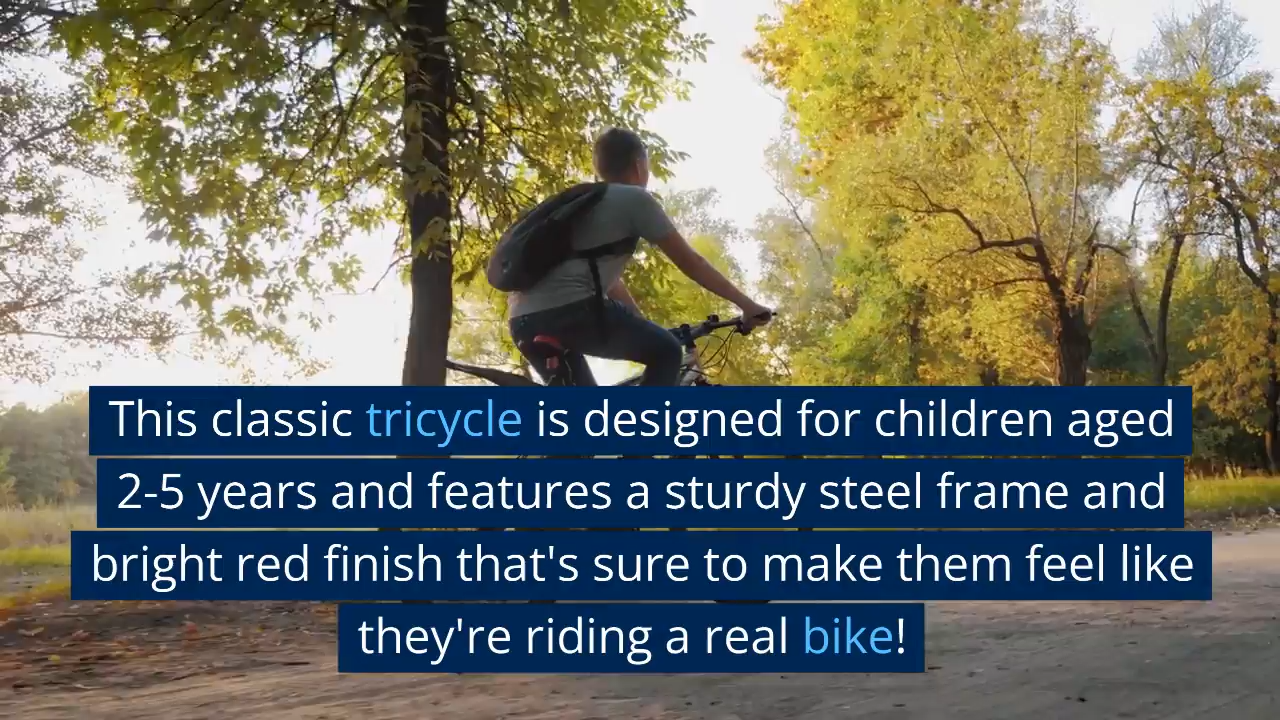 This classic tricycle is designed for children aged
2-5 years and features a sturdy steel frame and
bright red finish that's sure to make them feel like
they're riding a real bike!